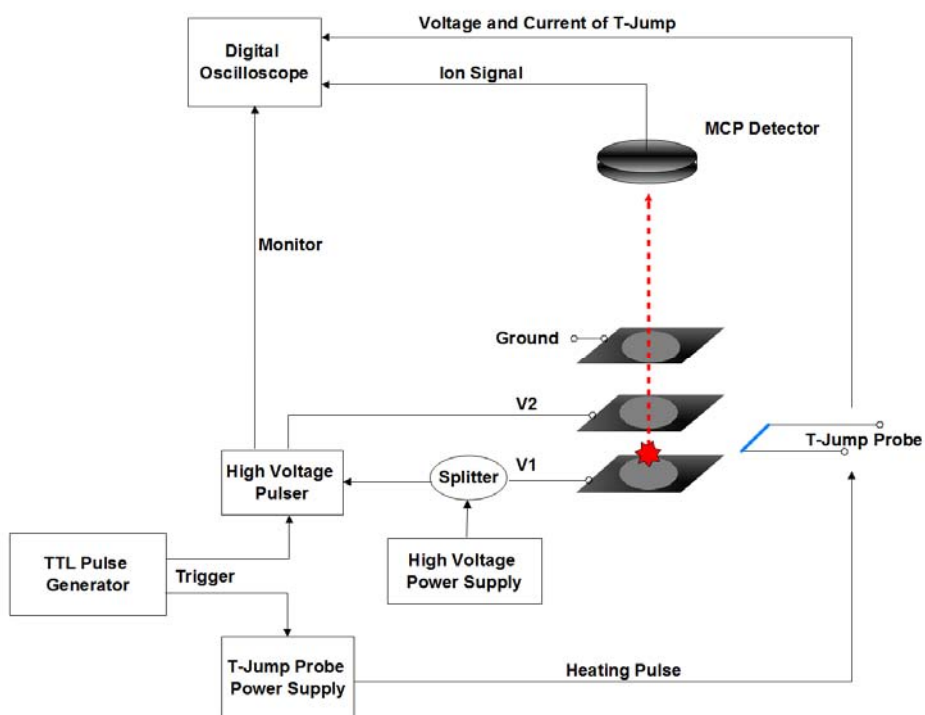 Voltage and Current of T-Jump
Digital
Oscilloscope
Ion Signal
MCP Detector
Monitor
Ground
V2
T-Jump Probe
High Voltage
Pulser
Splitter
V1
TTL Pulse
Generator
Trigger
High Voltage
Power Supply
T-Jump Probe
Power Supply
Heating Pulse